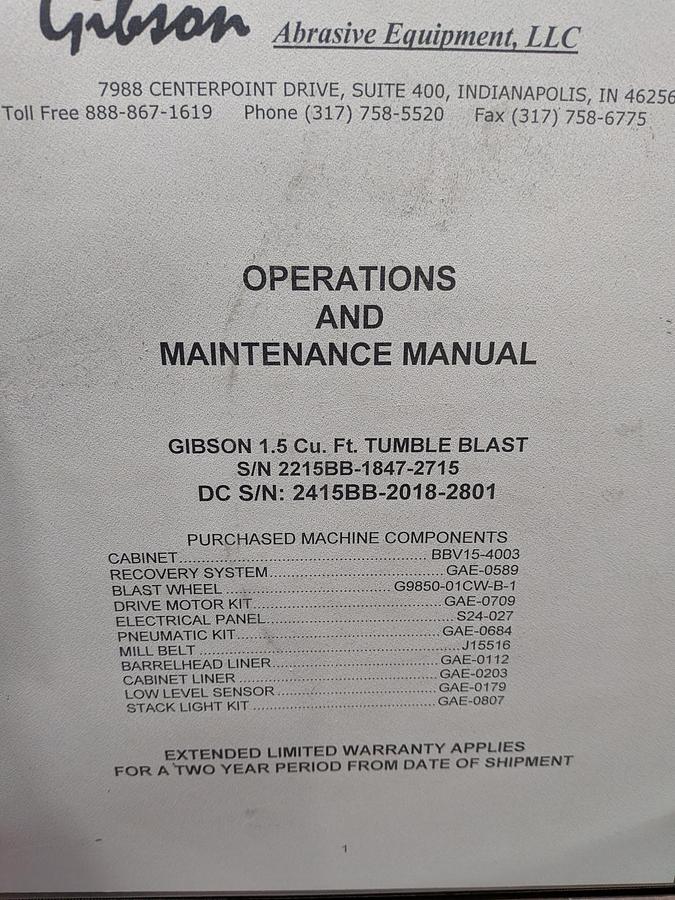 Gibson Abrasive Equipment, LLC
7988 CENTERPOINT DRIVE, SUITE 400, INDIANAPOLIS, IN 46256
Toll Free 888-867-1619 Phone (317) 758-5520 Fax (317) 758-6775
OPERATIONS
AND
MAINTENANCE MANUAL
GIBSON 1.5 Cu. Ft. TUMBLE BLAST
S/N 2215BB-1847-2715
DC S/N: 2415BB-2018-2801
PURCHASED MACHINE COMPONENTS
CABINET................................................ BBV15-4003
RECOVERY SYSTEM..................................GAE-0589
BLAST WHEEL ................................ G9850-01CW-B-1
DRIVE MOTOR KIT.....................................GAE-0709
ELECTRICAL PANEL.....................................S24-027
PNEUMATIC KIT........................................GAE-0684
MILL BELT ....................................................J15516
BARRELHEAD LINER.................................GAE-0112
CABINET LINER ........................................GAE-0203
LOW LEVEL SENSOR................................ GAE-0179
STACK LIGHT KIT ..................................... GAE-0807
EXTENDED LIMITED WARRANTY APPLIES
FOR A TWO YEAR PERIOD FROM DATE OF SHIPMENT
1